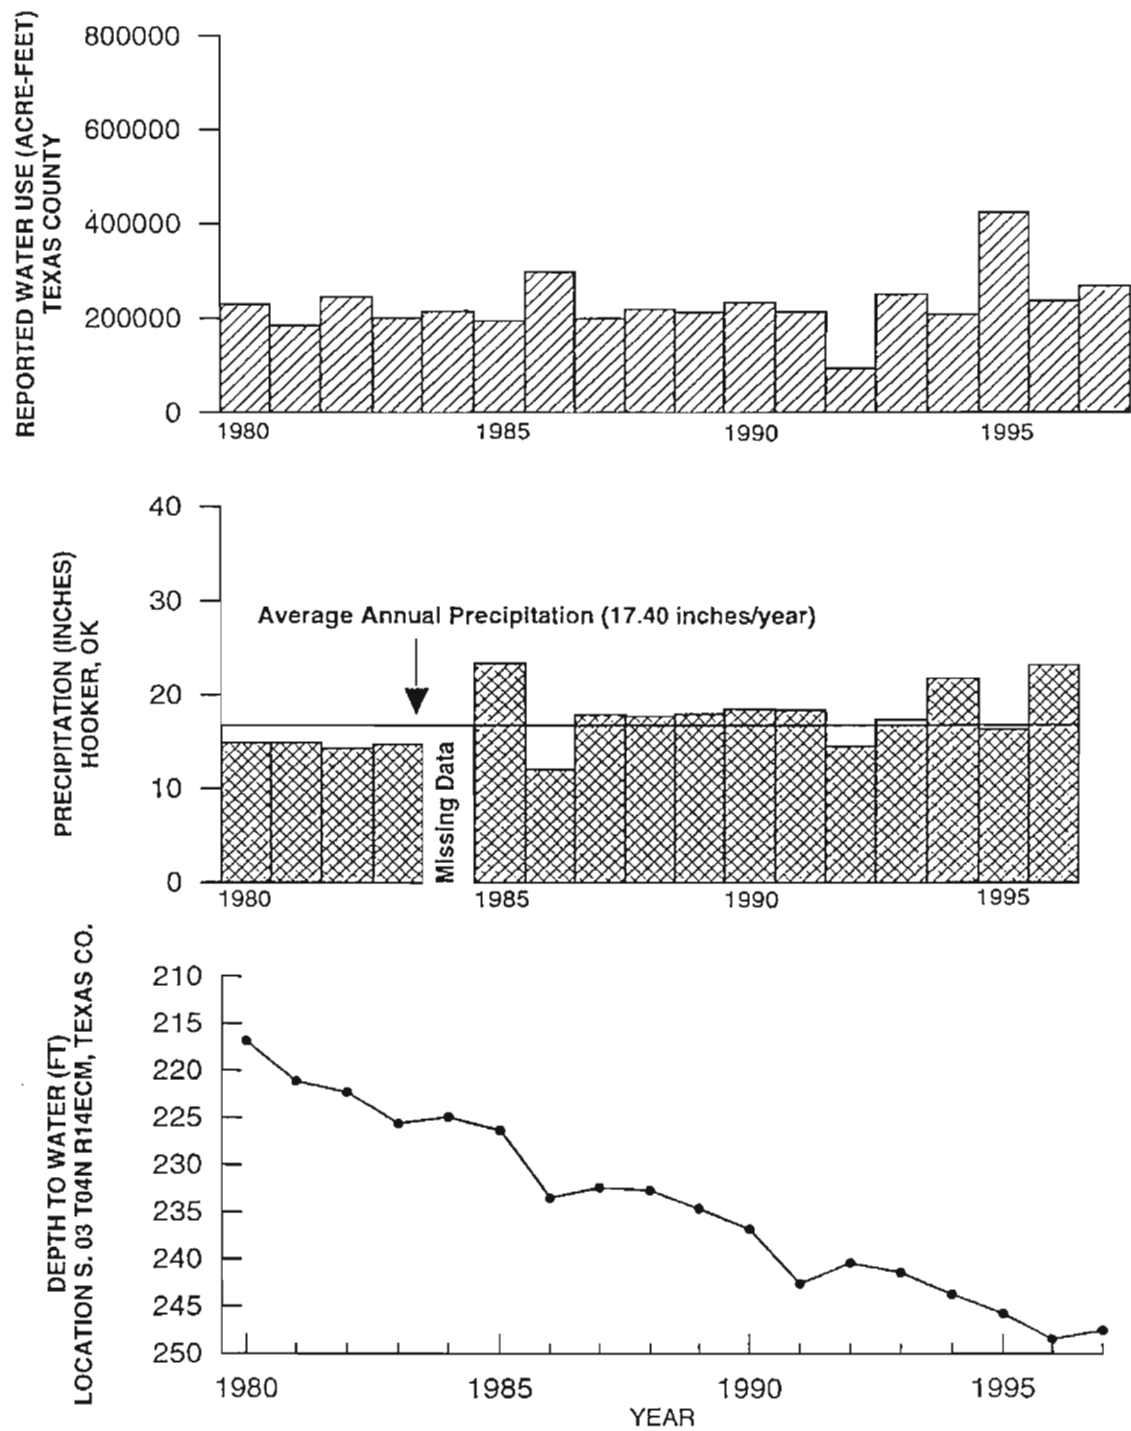 REPORTED WATER USE (ACRE-FEET)
TEXAS COUNTY
800000
600000
400000
200000
0
1980 1985 1990 1995
PRECIPITATION (INCHES)
HOOKER, OK
40
30
20
10
0
Average Annual Precipitation (17.40 inches/year)
Missing Data
1980 1985 1990 1995
DEPTH TO WATER (FT)
LOCATION S. 03 T04N R14ECM, TEXAS CO.
210
215
220
225
230
235
240
245
250
1980 1985 1990 1995
YEAR